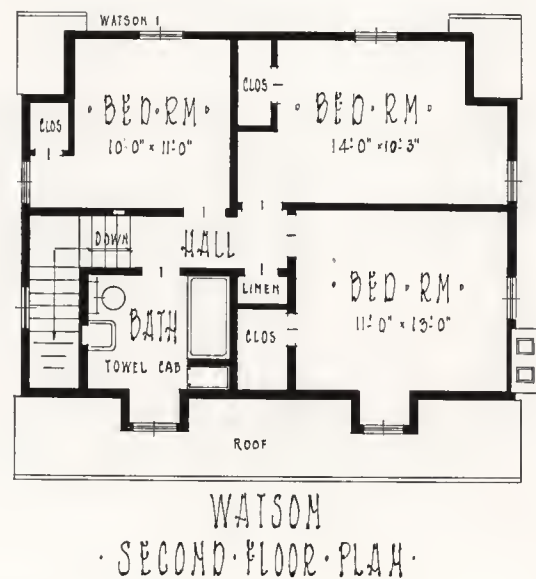 WATSON 1
CLOS
· BED · RM ·
10'-0" × 11'-0"
CLOS
· BED · RM ·
14'-0" × 10'-3"
DOWN
HALL
LINEN
BATH
TOWEL CAB
CLOS
· BED · RM
11'-0" × 13'-0"
ROOF
WATSON
· SECOND · FLOOR · PLAN ·